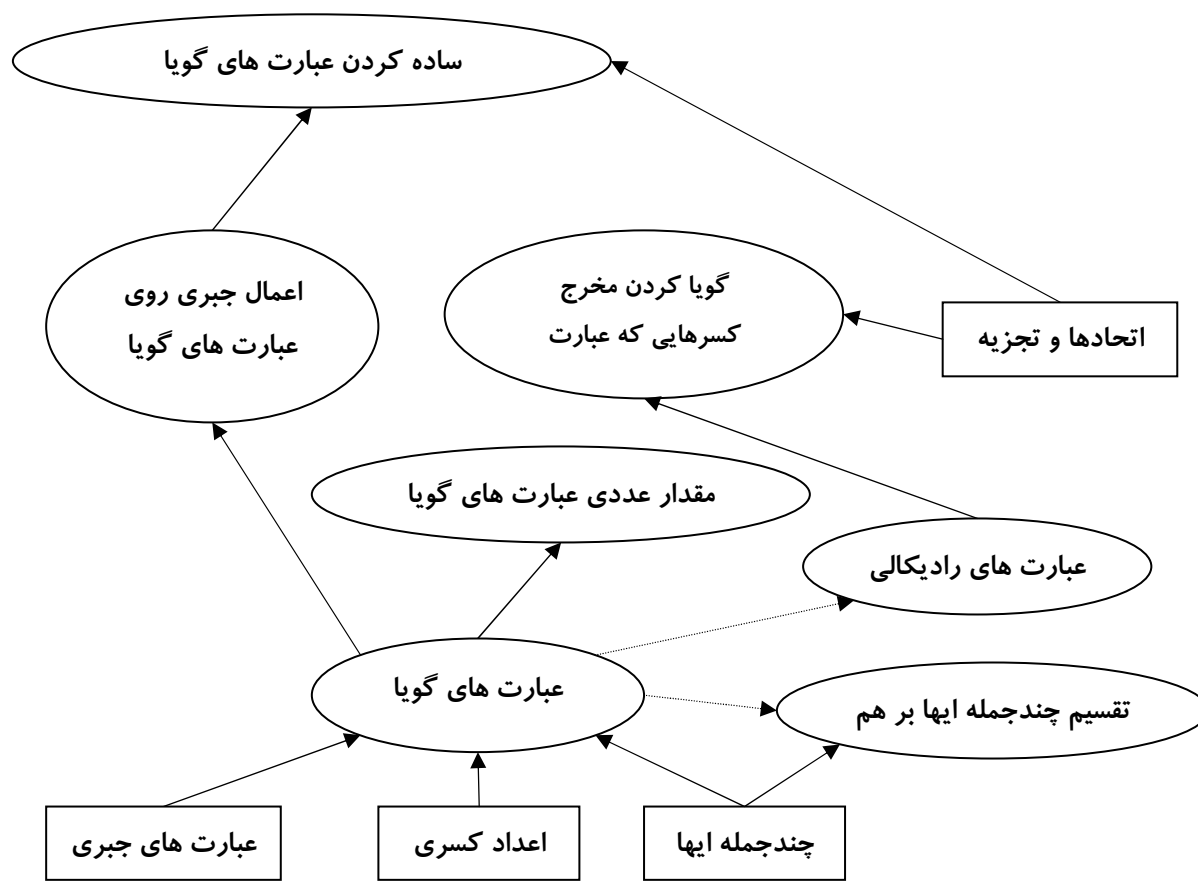 ساده کردن عبارت های گویا
اعمال جبری روی
عبارت های گویا
گویا کردن مخرج
کسرهایی که عبارت
اتحادها و تجزیه
مقدار عددی عبارت های گویا
عبارت های رادیکالی
عبارت های گویا
تقسیم چندجمله ایها بر هم
چندجمله ایها
اعداد کسری
عبارت های جبری